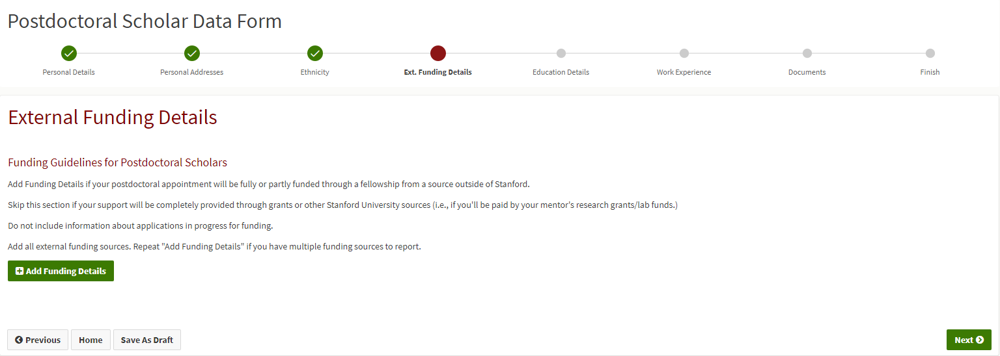 Postdoctoral Scholar Data Form
Personal Details
Personal Addresses
Ethnicity
Ext. Funding Details
Education Details
Work Experience
Documents
Finish
External Funding Details
Funding Guidelines for Postdoctoral Scholars
Add Funding Details if your postdoctoral appointment will be fully or partly funded through a fellowship from a source outside of Stanford.
Skip this section if your support will be completely provided through grants or other Stanford University sources (i.e., if you'll be paid by your mentor's research grants/lab funds.)
Do not include information about applications in progress for funding.
Add all external funding sources. Repeat "Add Funding Details" if you have multiple funding sources to report.
Add Funding Details
Previous
Home
Save As Draft
Next